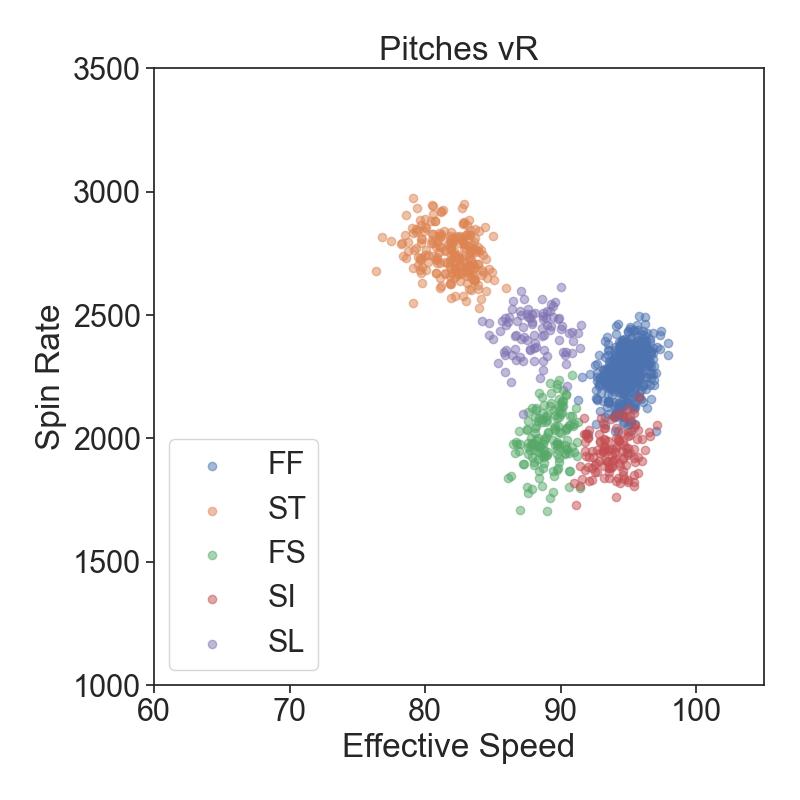 Pitches vR
3500
3000
2500
2000
1500
1000
Spin Rate
FF
ST
FS
SI
SL
60 70 80 90 100
Effective Speed